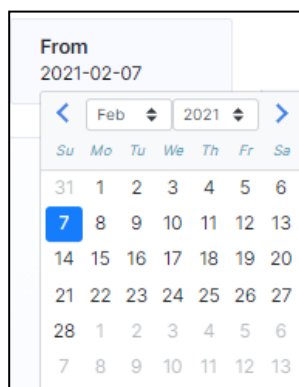 From
2021-02-07
Feb 2021
Su Mo Tu We Th Fr Sa
31 1 2 3 4 5 6
7 8 9 10 11 12 13
14 15 16 17 18 19 20
21 22 23 24 25 26 27
28 1 2 3 4 5 6
7 8 9 10 11 12 13